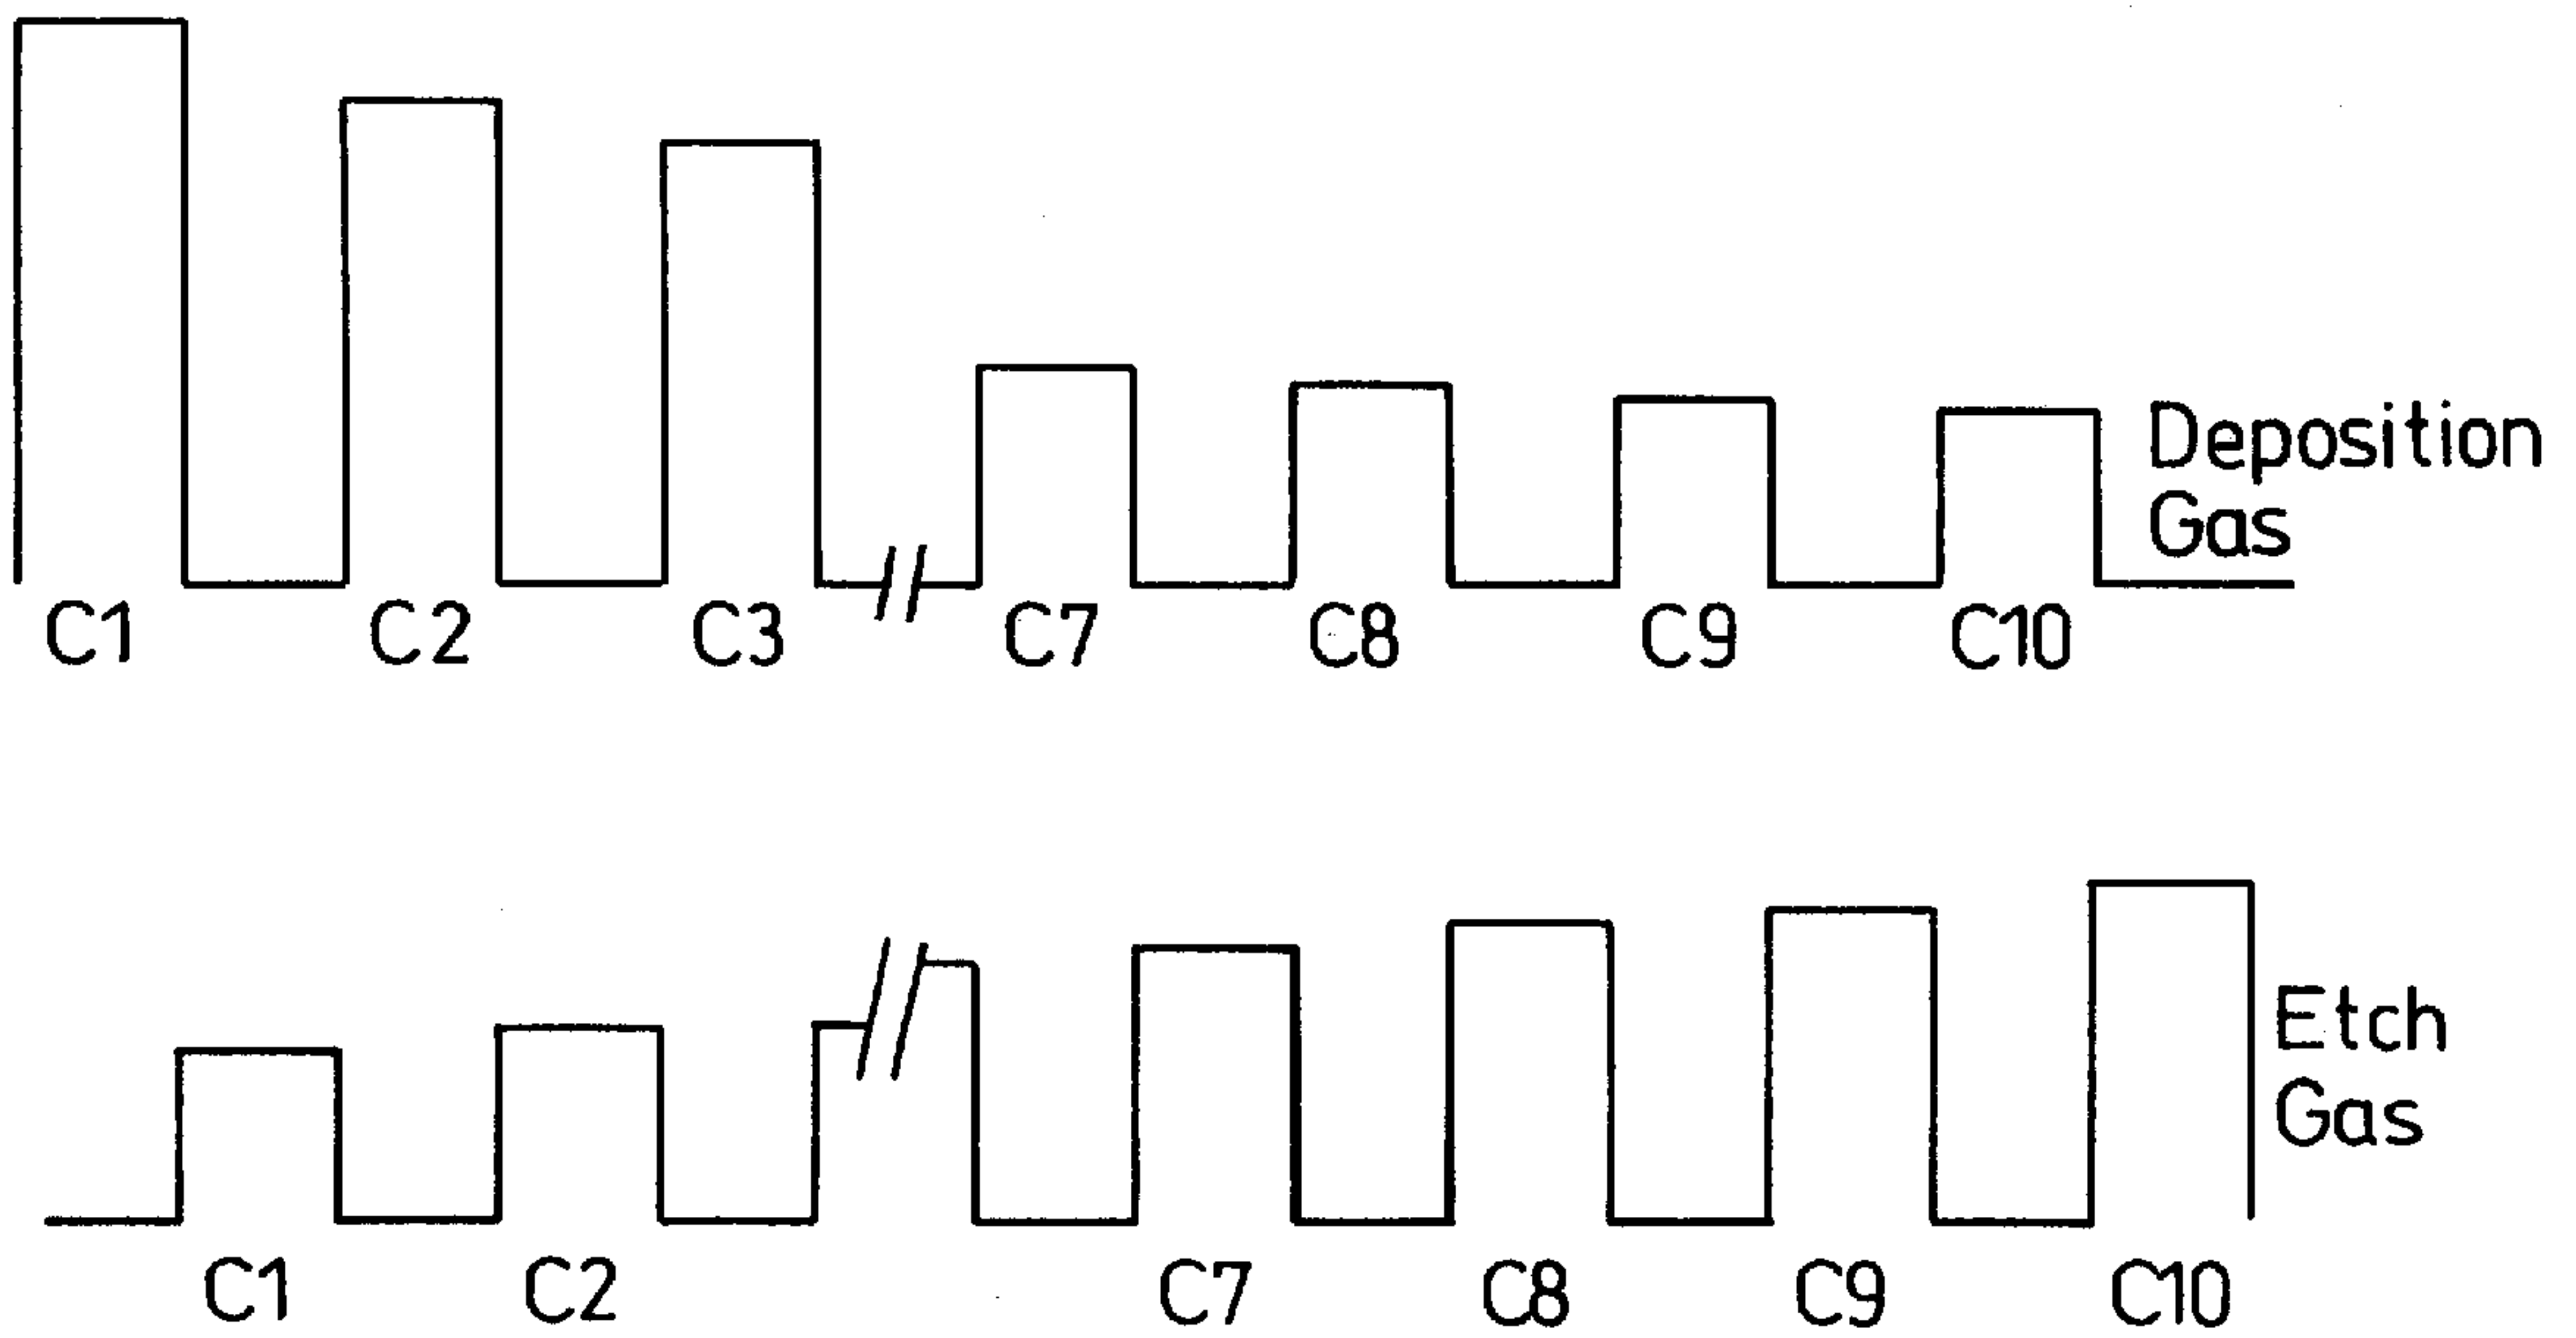 Deposition
Gas
C1 C2 C3 C7 C8 C9 C10
Etch
Gas
C1 C2 C7 C8 C9 C10